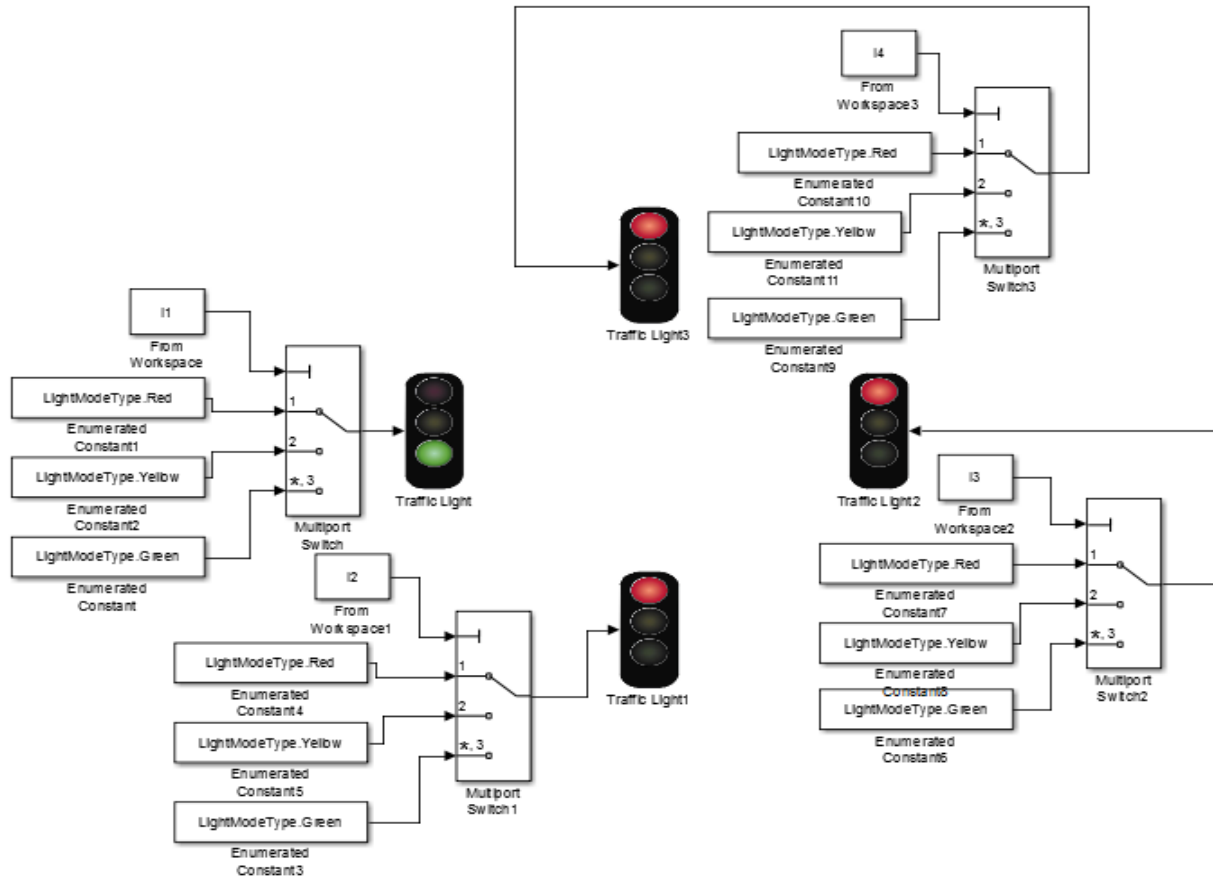 I4
From
Workspace3
LightModeType.Red
Enumerated
Constant10
LightModeType.Yellow
Enumerated
Constant11
LightModeType.Green
Enumerated
Constant9
1
2
*, 3
Multiport
Switch3
Traffic Light3
I1
From
Workspace
LightModeType.Red
Enumerated
Constant1
LightModeType.Yellow
Enumerated
Constant2
LightModeType.Green
Enumerated
Constant
1
2
*, 3
Multiport
Switch
Traffic Light
I2
From
Workspace1
LightModeType.Red
Enumerated
Constant4
LightModeType.Yellow
Enumerated
Constant5
LightModeType.Green
Enumerated
Constant3
1
2
*, 3
Multiport
Switch1
Traffic Light1
Traffic Light2
I3
From
Workspace2
LightModeType.Red
Enumerated
Constant7
LightModeType.Yellow
Enumerated
Constant8
LightModeType.Green
Enumerated
Constant6
1
2
*, 3
Multiport
Switch2